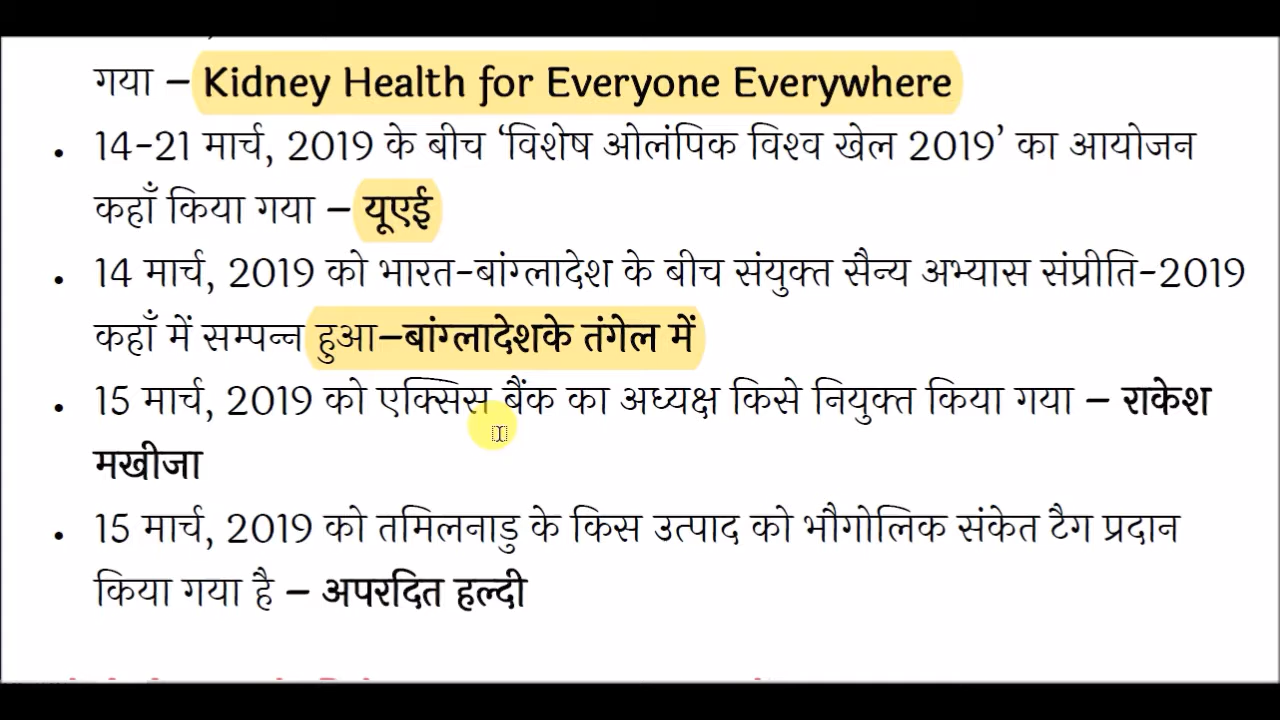 गया – Kidney Health for Everyone Everywhere
• 14-21 मार्च, 2019 के बीच ‘विशेष ओलंपिक विश्व खेल 2019’ का आयोजन
कहाँ किया गया – यूएई
• 14 मार्च, 2019 को भारत-बांग्लादेश के बीच संयुक्त सैन्य अभ्यास संप्रीति-2019
कहाँ में सम्पन्न हुआ–बांग्लादेशके तंगेल में
• 15 मार्च, 2019 को एक्सिस बैंक का अध्यक्ष किसे नियुक्त किया गया – राकेश
मखीजा
• 15 मार्च, 2019 को तमिलनाडु के किस उत्पाद को भौगोलिक संकेत टैग प्रदान
किया गया है – अपरदित हल्दी